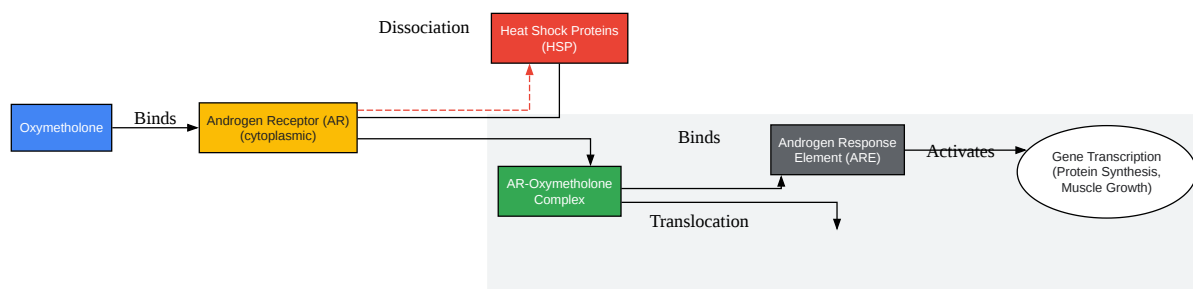 Dissociation
Heat Shock Proteins
(HSP)
Oxymetholone
Binds
Androgen Receptor (AR)
(cytoplasmic)
Binds
Androgen Response
Element (ARE)
Activates
Gene Transcription
(Protein Synthesis,
Muscle Growth)
AR-Oxymetholone
Complex
Translocation